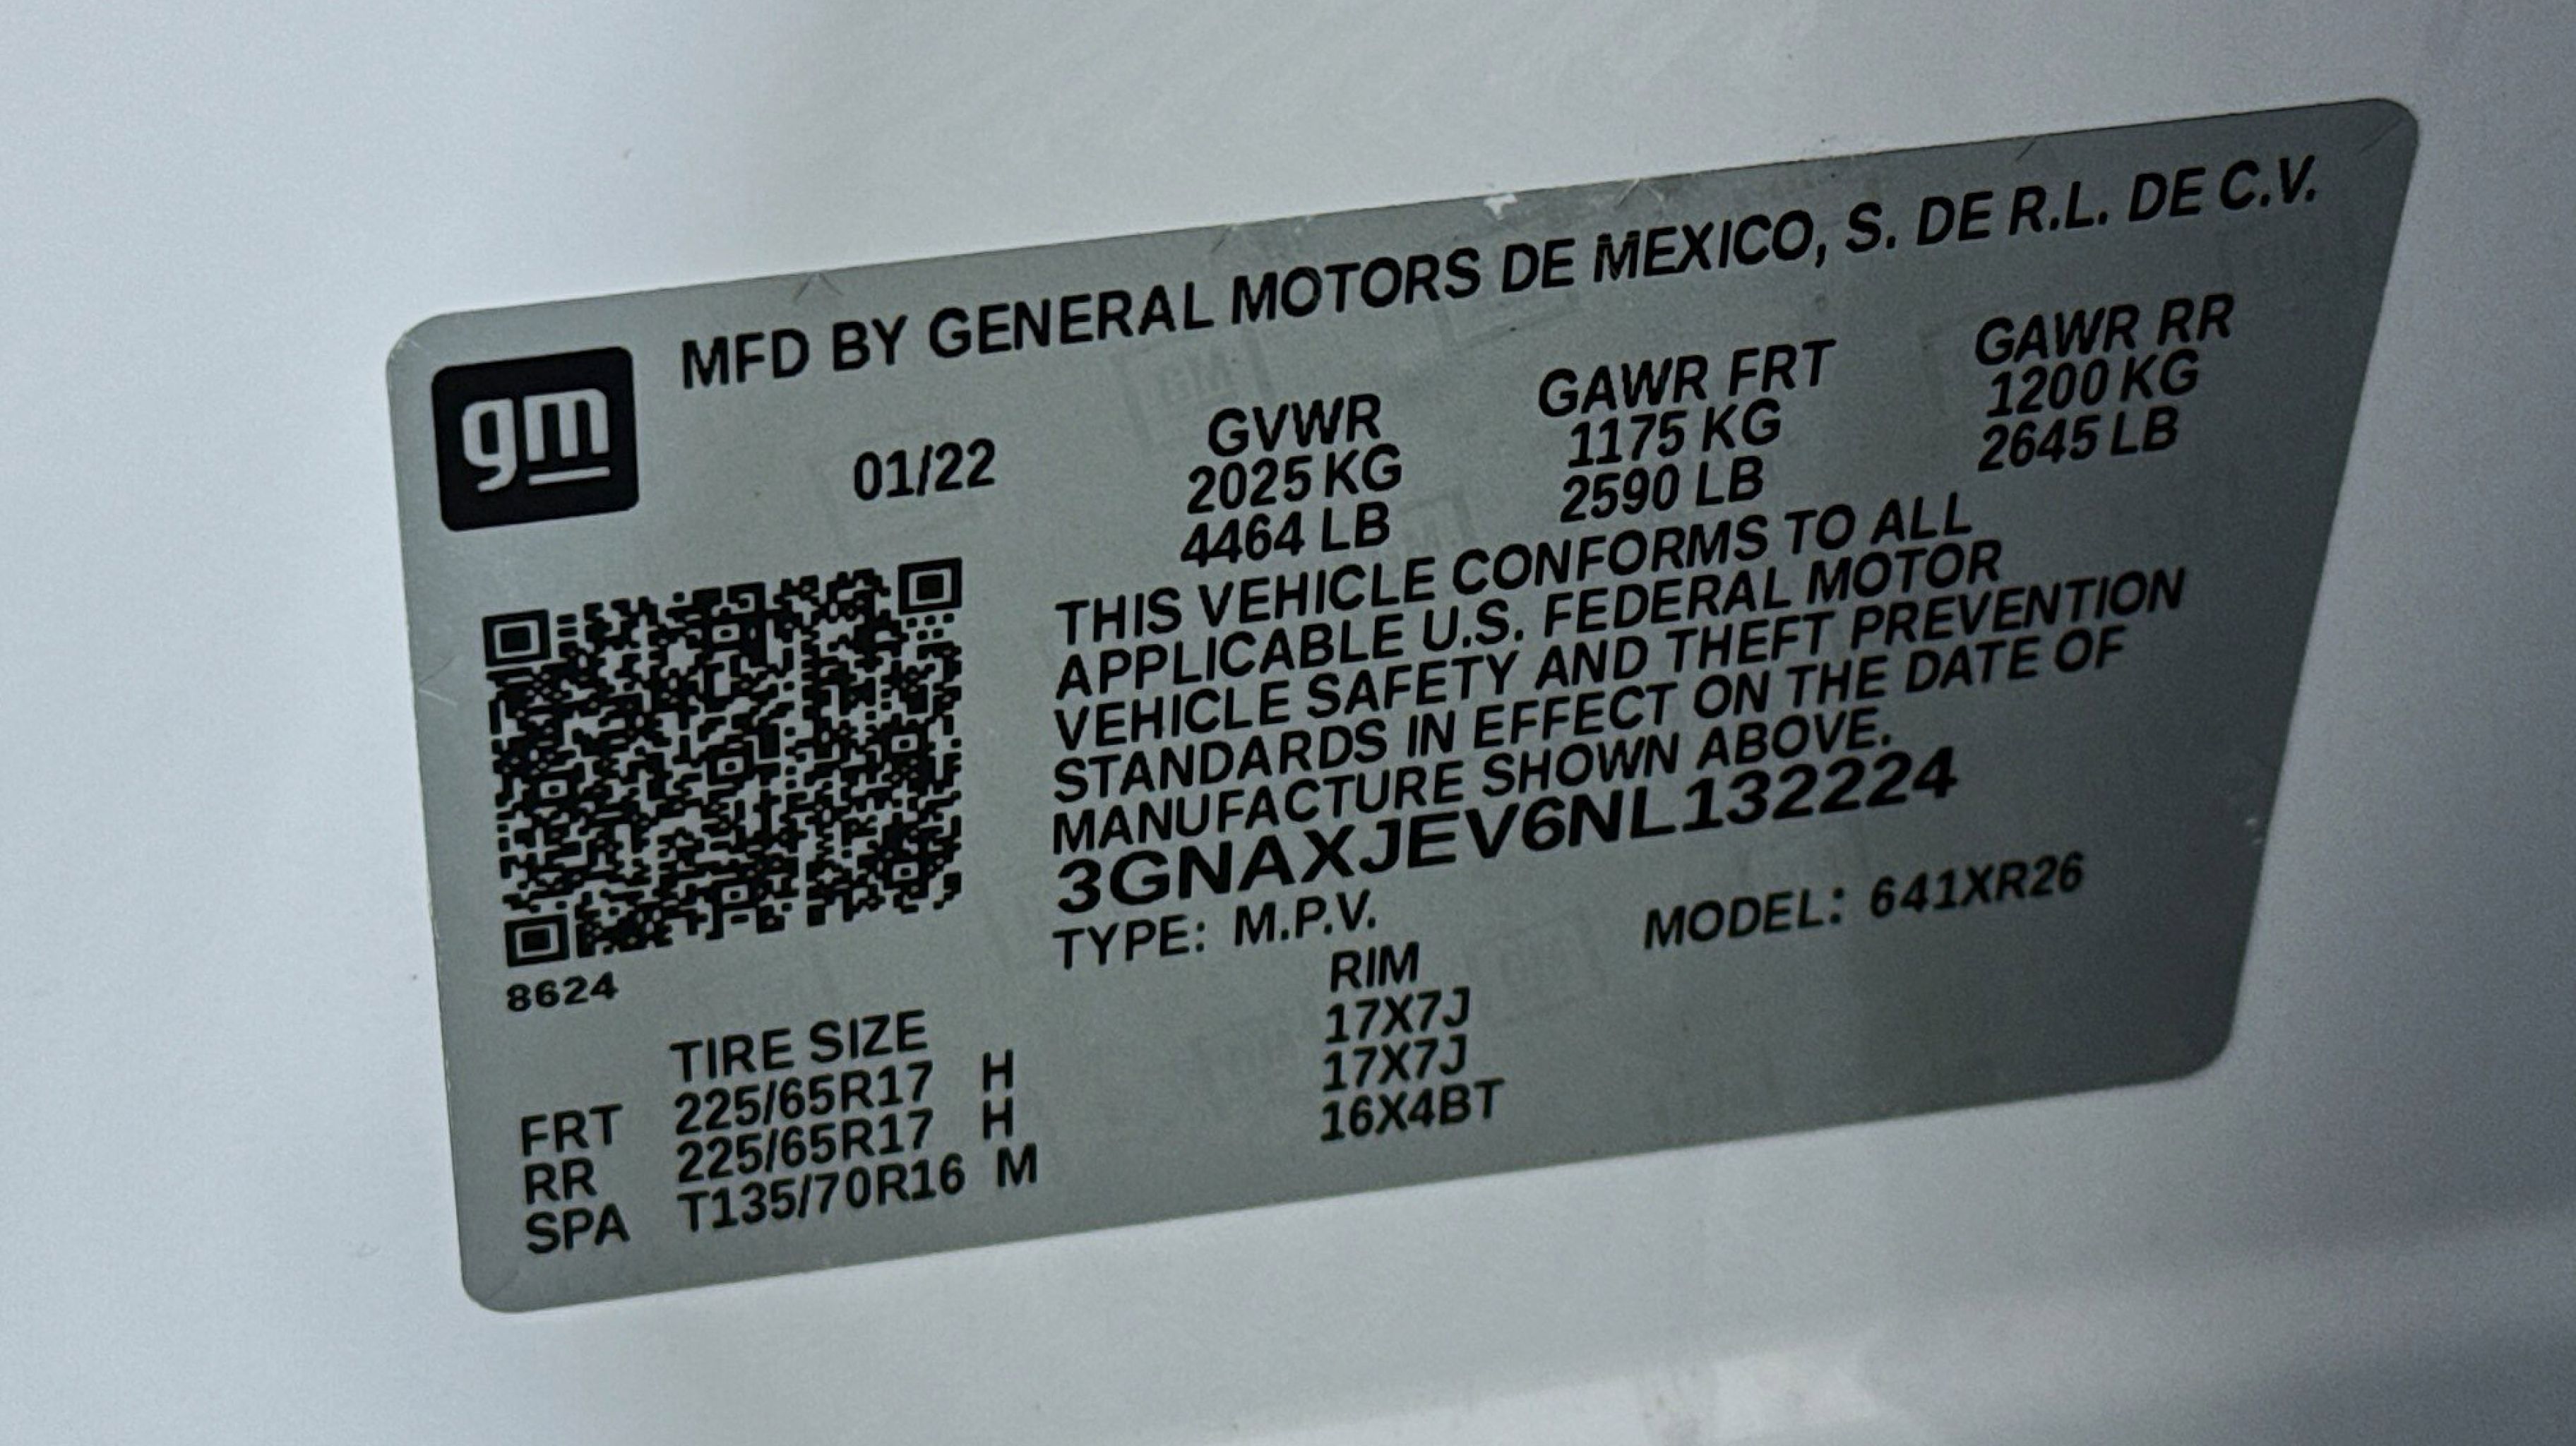 gm
MFD BY GENERAL MOTORS DE MEXICO, S. DE R.L. DE C.V.
01/22
GVWR
2025 KG
4464 LB
GAWR FRT
1175 KG
2590 LB
GAWR RR
1200 KG
2645 LB
THIS VEHICLE CONFORMS TO ALL
APPLICABLE U.S. FEDERAL MOTOR
VEHICLE SAFETY AND THEFT PREVENTION
STANDARDS IN EFFECT ON THE DATE OF
MANUFACTURE SHOWN ABOVE.
3GNAXJEV6NL132224
TYPE: M.P.V. MODEL: 641XR26
8624
TIRE SIZE RIM
FRT 225/65R17 H 17X7J
RR 225/65R17 H 17X7J
SPA T135/70R16 M 16X4BT